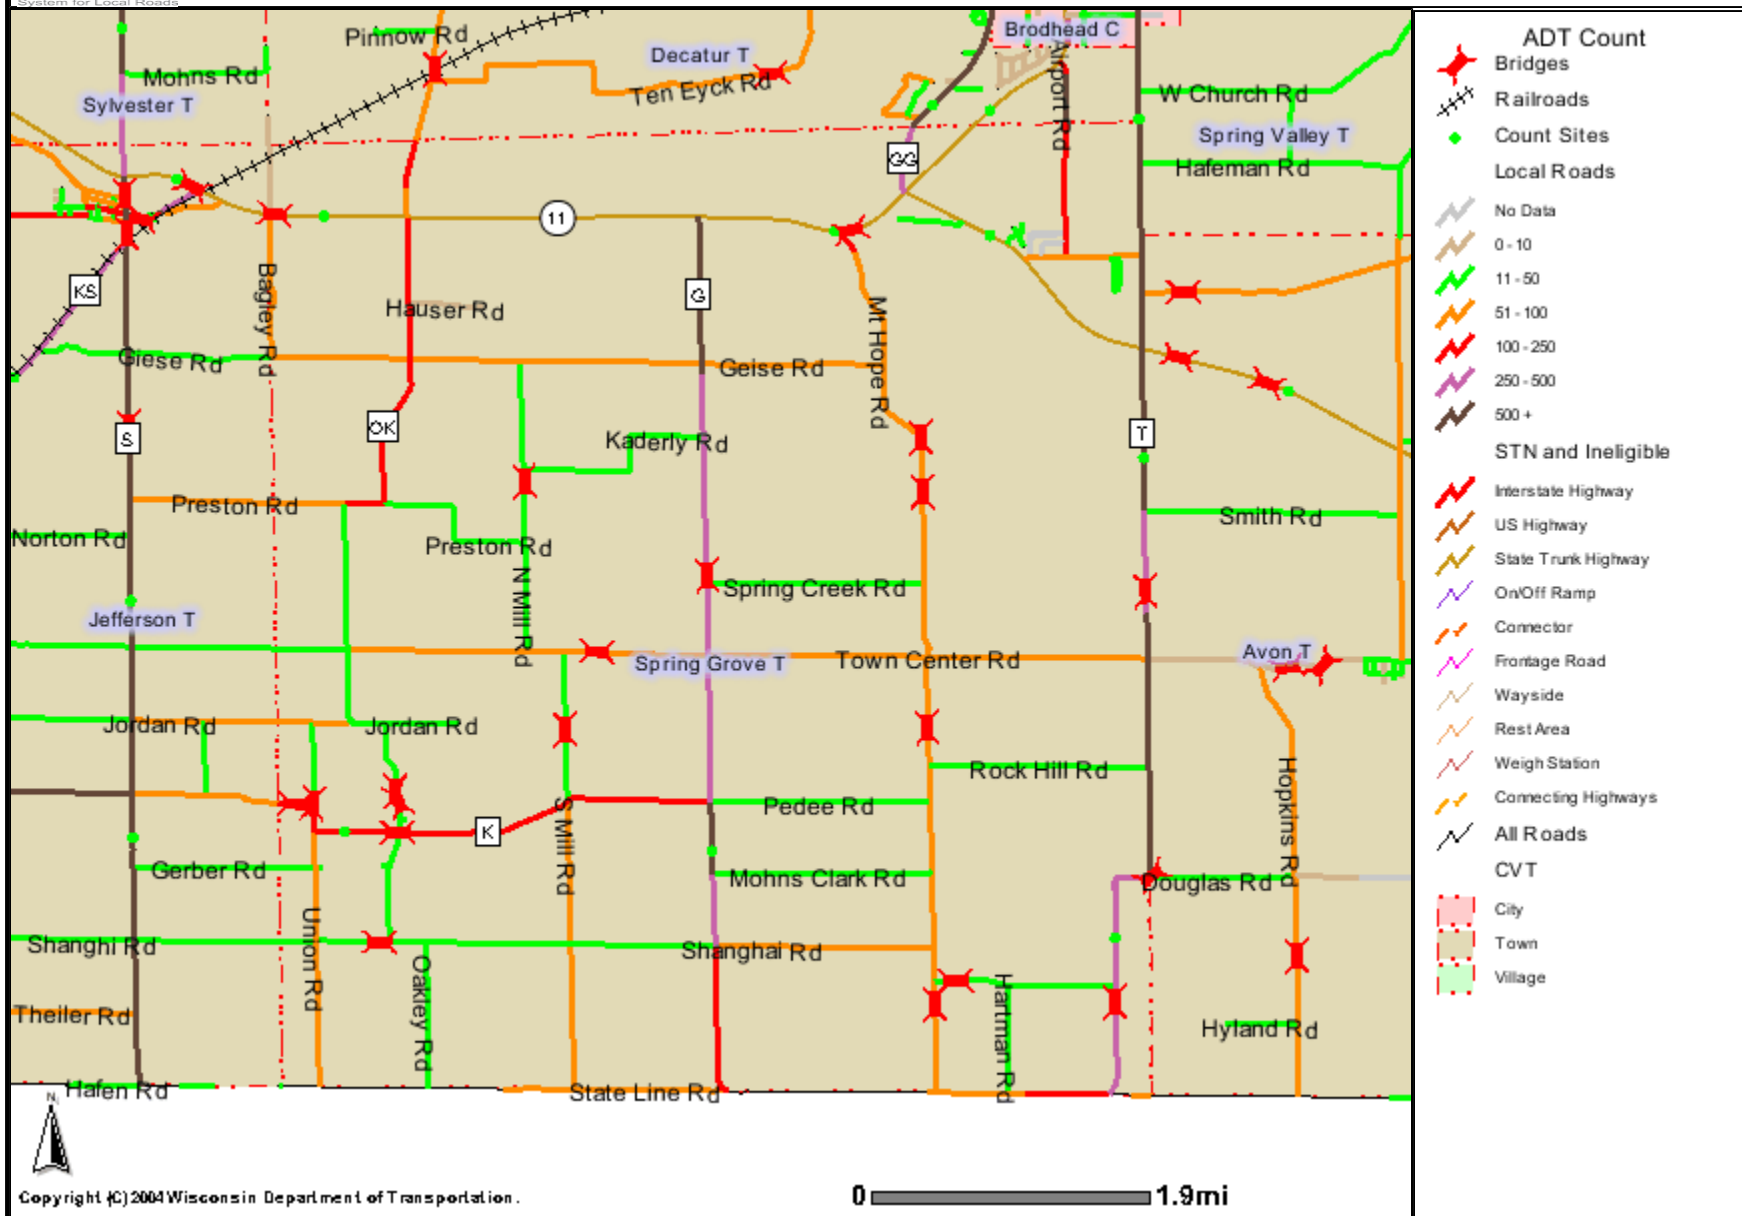 System for Local Roads
Pinnow Rd
Decatur T
Brodhead C
Mohns Rd
Ten Eyck Rd
Airport Rd
W Church Rd
Sylvester T
Spring Valley T
GG
Hafeman Rd
11
KS
Bagley Rd
Hauser Rd
G
Mt Hope Rd
Giese Rd
Geise Rd
S
OK
Kaderly Rd
T
Preston Rd
Smith Rd
Norton Rd
Preston Rd
N Mill Rd
Spring Creek Rd
Jefferson T
Spring Grove T
Town Center Rd
Avon T
Jordan Rd
Jordan Rd
Rock Hill Rd
Hopkins Rd
Pedee Rd
K
S Mill Rd
Gerber Rd
Mohns Clark Rd
Douglas Rd
Union Rd
Shanghi Rd
Shanghai Rd
Oakley Rd
Hartman Rd
Theiler Rd
Hyland Rd
Hafen Rd
State Line Rd
N
Copyright (C) 2004 Wisconsin Department of Transportation.
0 1.9mi
ADT Count
Bridges
Railroads
Count Sites
Local Roads
No Data
0 - 10
11 - 50
51 - 100
100 - 250
250 - 500
500 +
STN and Ineligible
Interstate Highway
US Highway
State Trunk Highway
On/Off Ramp
Connector
Frontage Road
Wayside
Rest Area
Weigh Station
Connecting Highways
All Roads
CVT
City
Town
Village